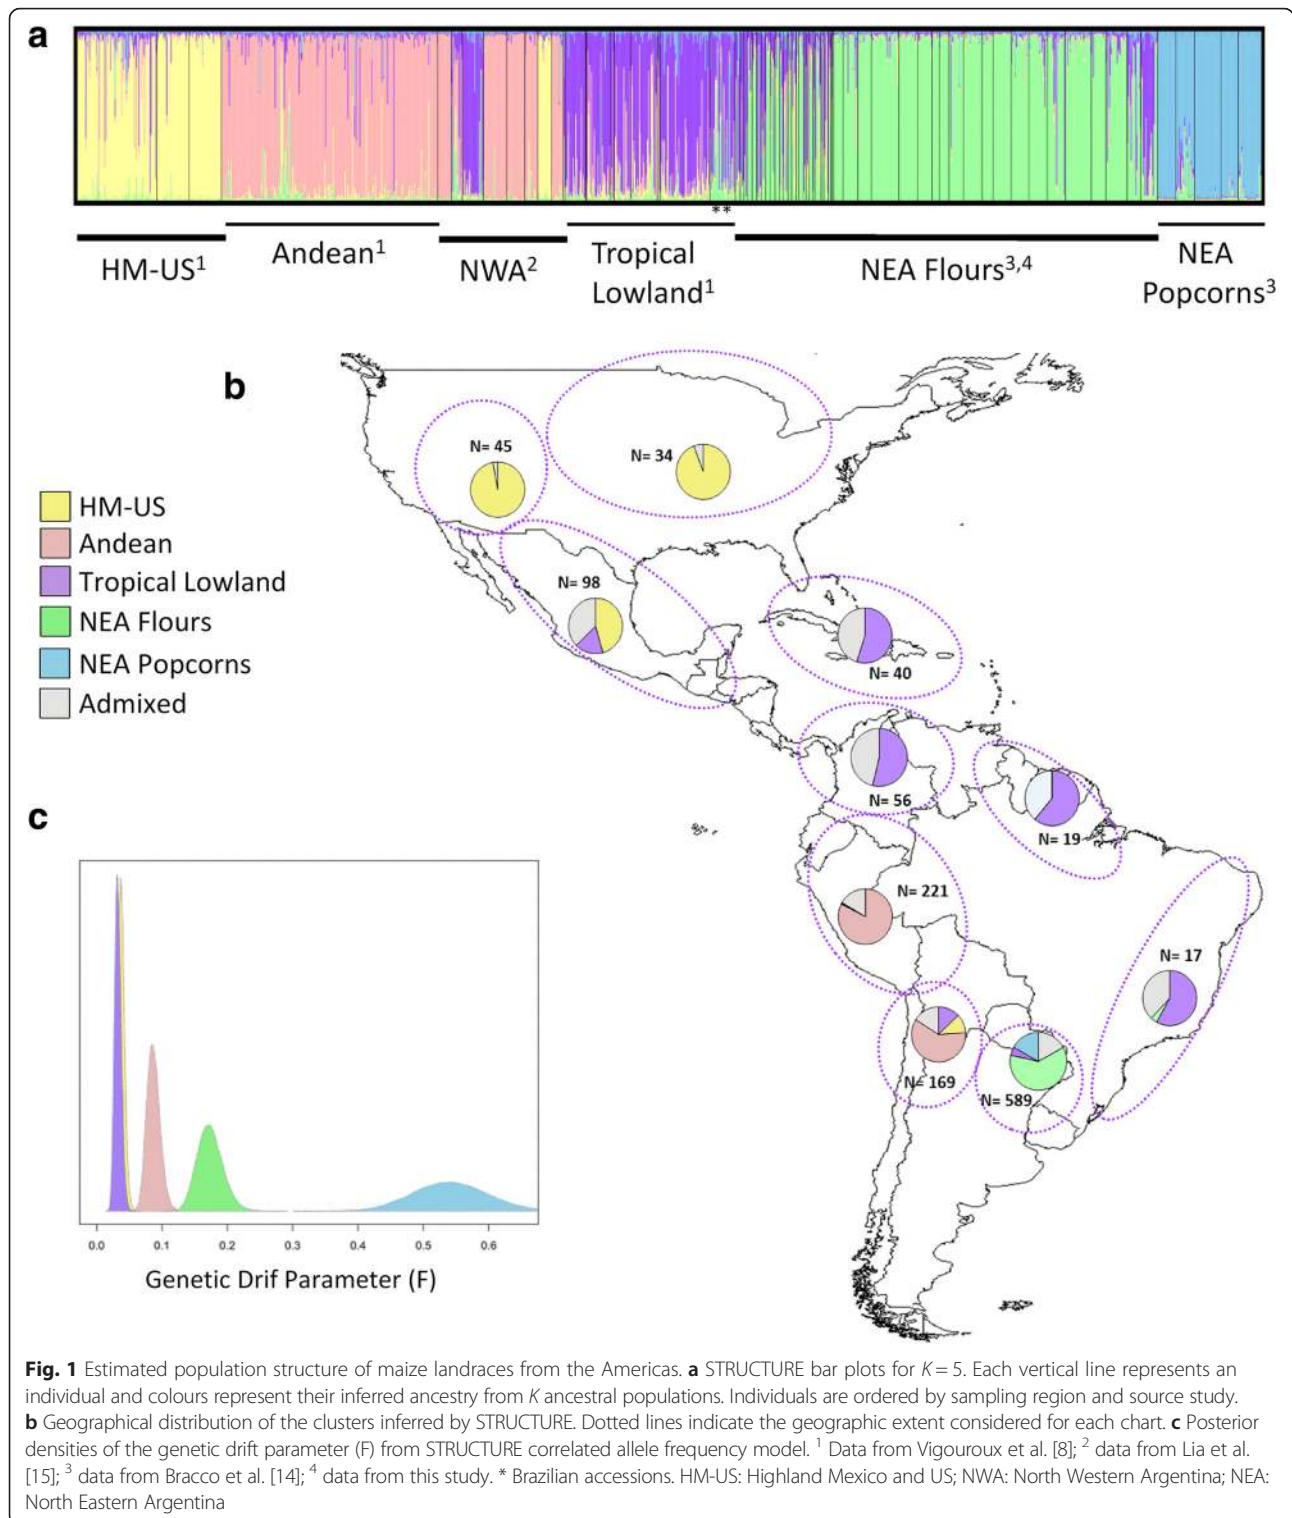 a
**
HM-US1
Andean1
NWA2
Tropical
Lowland1
NEA Flours3,4
NEA
Popcorns3
b
HM-US
Andean
Tropical Lowland
NEA Flours
NEA Popcorns
Admixed
N= 45
N= 34
N= 98
N= 40
N= 56
N= 19
N= 221
N= 17
N= 169
N= 589
c
0.0 0.1 0.2 0.3 0.4 0.5 0.6
Genetic Drif Parameter (F)
Fig. 1 Estimated population structure of maize landraces from the Americas. a STRUCTURE bar plots for K = 5. Each vertical line represents an
individual and colours represent their inferred ancestry from K ancestral populations. Individuals are ordered by sampling region and source study.
b Geographical distribution of the clusters inferred by STRUCTURE. Dotted lines indicate the geographic extent considered for each chart. c Posterior
densities of the genetic drift parameter (F) from STRUCTURE correlated allele frequency model. 1 Data from Vigouroux et al. [8]; 2 data from Lia et al.
[15]; 3 data from Bracco et al. [14]; 4 data from this study. * Brazilian accessions. HM-US: Highland Mexico and US; NWA: North Western Argentina; NEA:
North Eastern Argentina